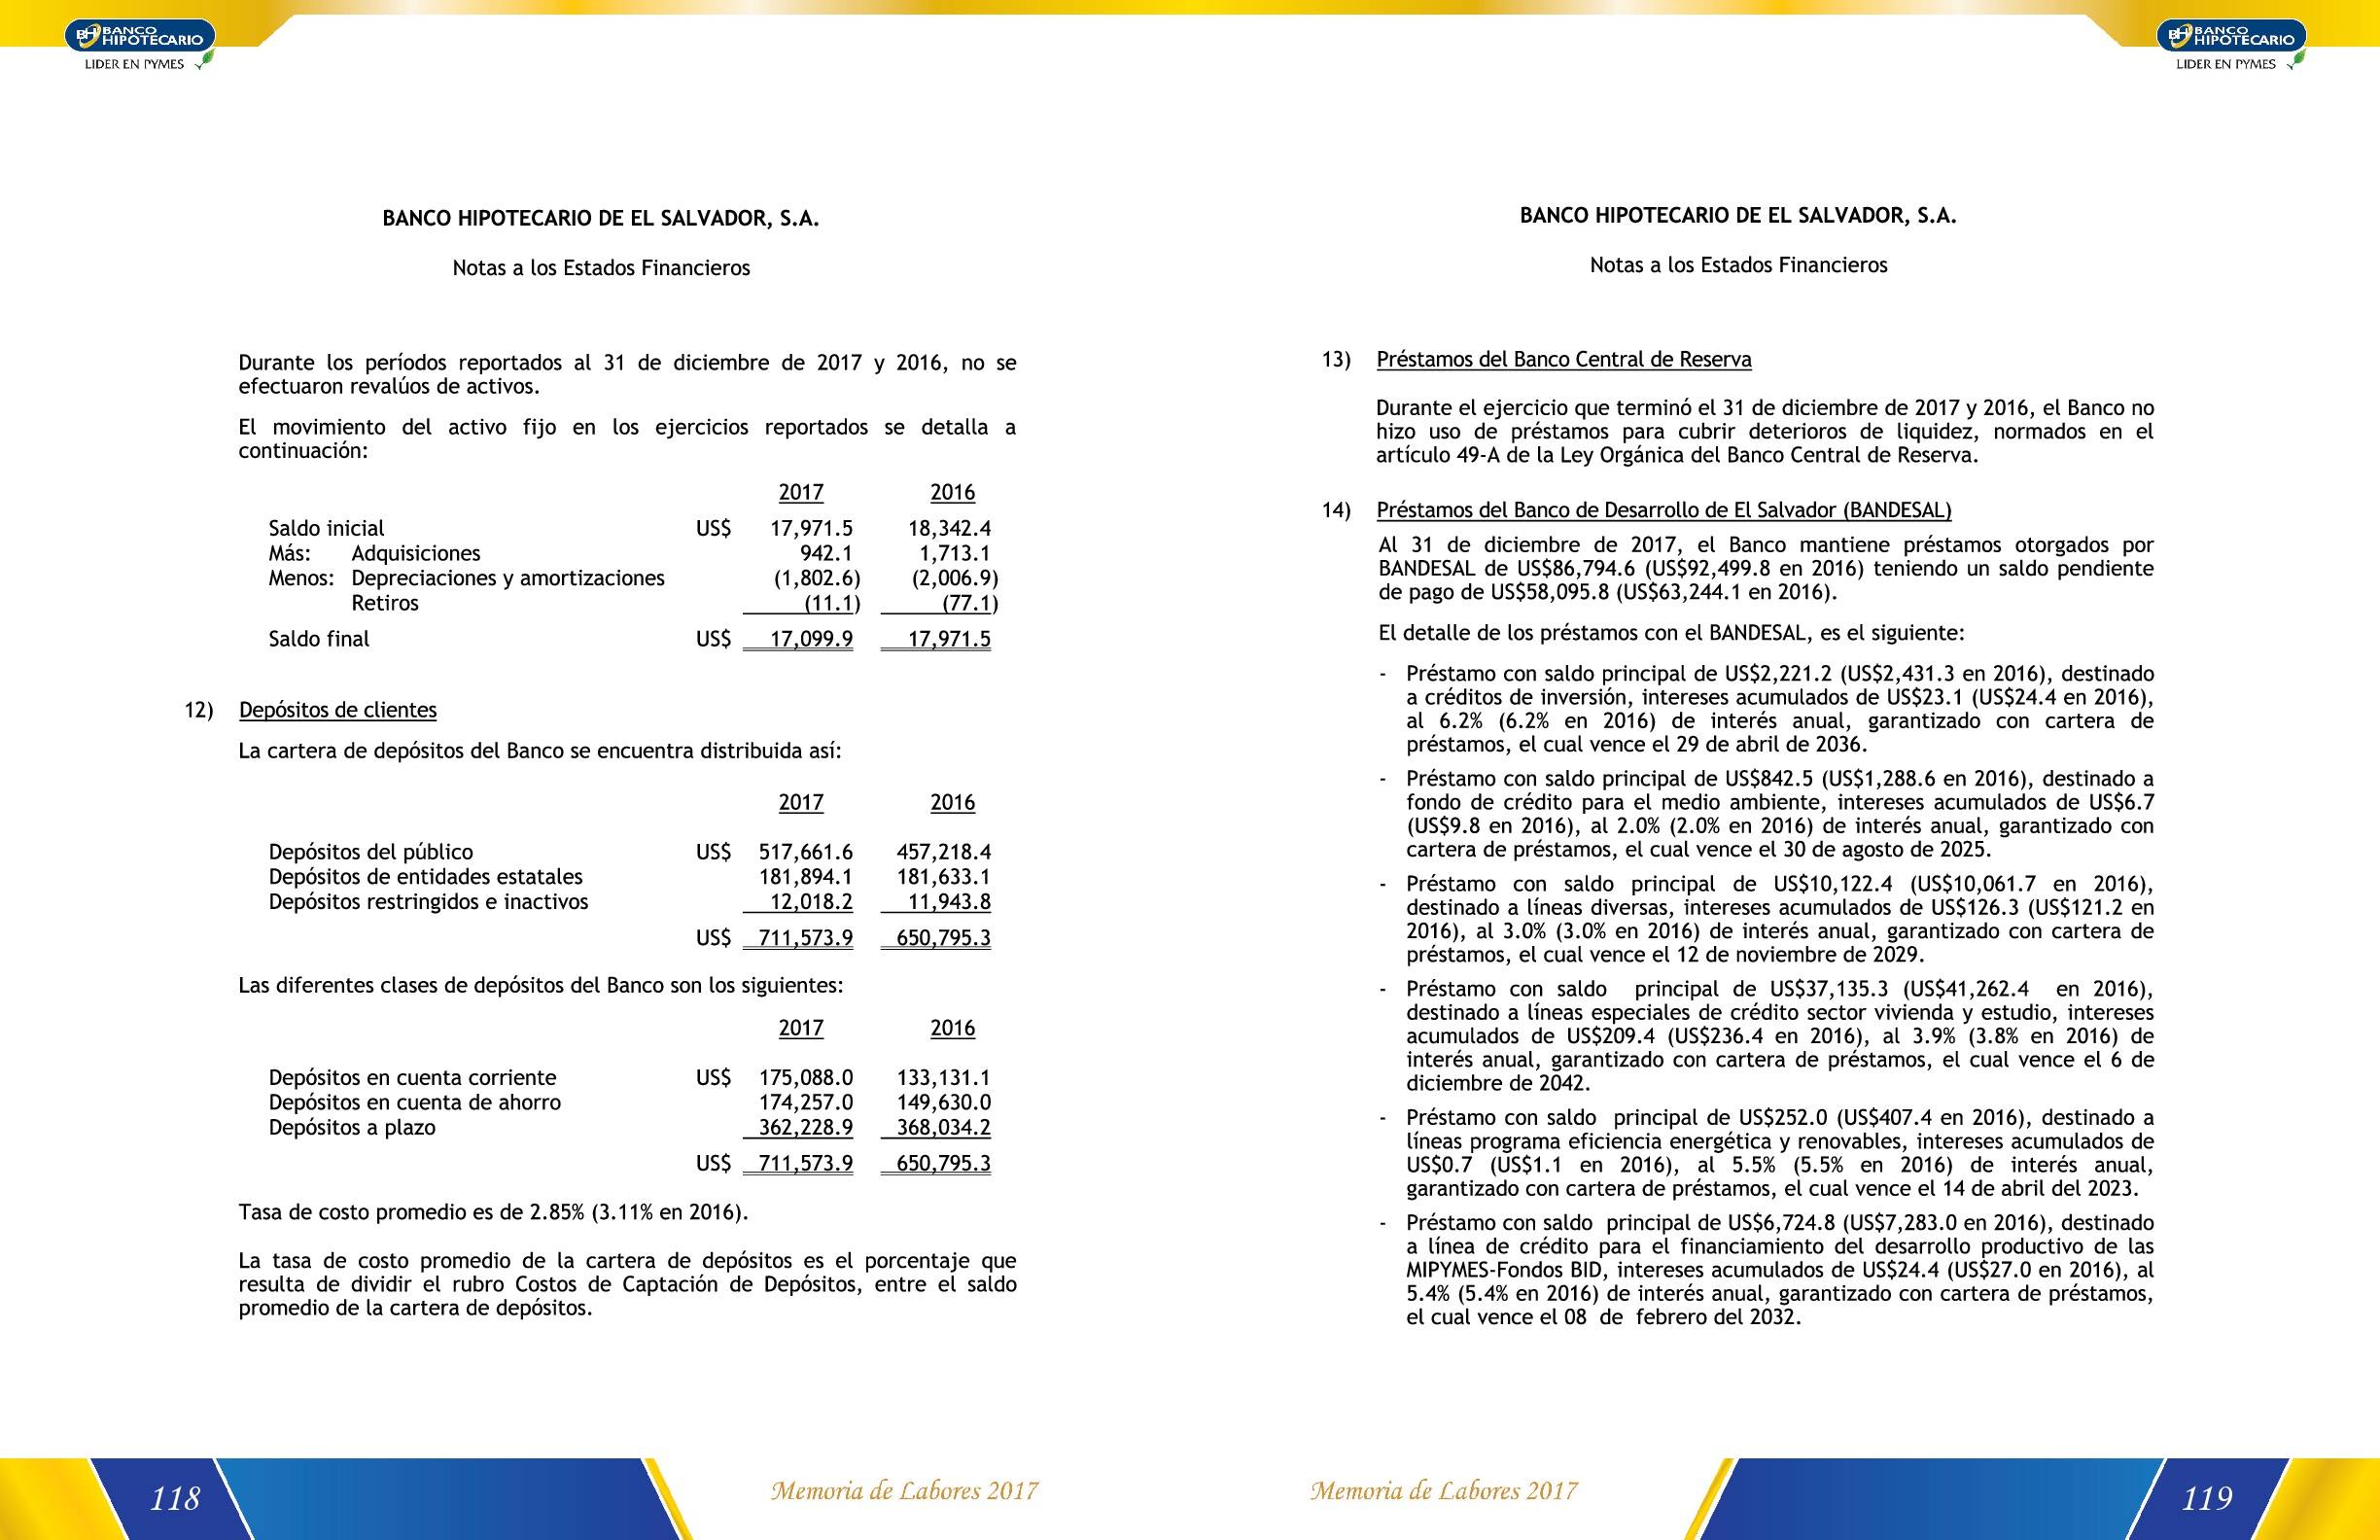 BH BANCO
HIPOTECARIO
LIDER EN PYMES
BANCO HIPOTECARIO DE EL SALVADOR, S.A.
Notas a los Estados Financieros
Durante los períodos reportados al 31 de diciembre de 2017 y 2016, no se
efectuaron revalúos de activos.
El movimiento del activo fijo en los ejercicios reportados se detalla a
continuación:
2017 2016
Saldo inicial US$ 17,971.5 18,342.4
Más: Adquisiciones 942.1 1,713.1
Menos: Depreciaciones y amortizaciones (1,802.6) (2,006.9)
Retiros (11.1) (77.1)
Saldo final US$ 17,099.9 17,971.5
12) Depósitos de clientes
La cartera de depósitos del Banco se encuentra distribuida así:
2017 2016
Depósitos del público US$ 517,661.6 457,218.4
Depósitos de entidades estatales 181,894.1 181,633.1
Depósitos restringidos e inactivos 12,018.2 11,943.8
US$ 711,573.9 650,795.3
Las diferentes clases de depósitos del Banco son los siguientes:
2017 2016
Depósitos en cuenta corriente US$ 175,088.0 133,131.1
Depósitos en cuenta de ahorro 174,257.0 149,630.0
Depósitos a plazo 362,228.9 368,034.2
US$ 711,573.9 650,795.3
Tasa de costo promedio es de 2.85% (3.11% en 2016).
La tasa de costo promedio de la cartera de depósitos es el porcentaje que
resulta de dividir el rubro Costos de Captación de Depósitos, entre el saldo
promedio de la cartera de depósitos.
118
Memoria de Labores 2017
BH BANCO
HIPOTECARIO
LIDER EN PYMES
BANCO HIPOTECARIO DE EL SALVADOR, S.A.
Notas a los Estados Financieros
13) Préstamos del Banco Central de Reserva
Durante el ejercicio que terminó el 31 de diciembre de 2017 y 2016, el Banco no
hizo uso de préstamos para cubrir deterioros de liquidez, normados en el
artículo 49-A de la Ley Orgánica del Banco Central de Reserva.
14) Préstamos del Banco de Desarrollo de El Salvador (BANDESAL)
Al 31 de diciembre de 2017, el Banco mantiene préstamos otorgados por
BANDESAL de US$86,794.6 (US$92,499.8 en 2016) teniendo un saldo pendiente
de pago de US$58,095.8 (US$63,244.1 en 2016).
El detalle de los préstamos con el BANDESAL, es el siguiente:
- Préstamo con saldo principal de US$2,221.2 (US$2,431.3 en 2016), destinado
a créditos de inversión, intereses acumulados de US$23.1 (US$24.4 en 2016),
al 6.2% (6.2% en 2016) de interés anual, garantizado con cartera de
préstamos, el cual vence el 29 de abril de 2036.
- Préstamo con saldo principal de US$842.5 (US$1,288.6 en 2016), destinado a
fondo de crédito para el medio ambiente, intereses acumulados de US$6.7
(US$9.8 en 2016), al 2.0% (2.0% en 2016) de interés anual, garantizado con
cartera de préstamos, el cual vence el 30 de agosto de 2025.
- Préstamo con saldo principal de US$10,122.4 (US$10,061.7 en 2016),
destinado a líneas diversas, intereses acumulados de US$126.3 (US$121.2 en
2016), al 3.0% (3.0% en 2016) de interés anual, garantizado con cartera de
préstamos, el cual vence el 12 de noviembre de 2029.
- Préstamo con saldo principal de US$37,135.3 (US$41,262.4 en 2016),
destinado a líneas especiales de crédito sector vivienda y estudio, intereses
acumulados de US$209.4 (US$236.4 en 2016), al 3.9% (3.8% en 2016) de
interés anual, garantizado con cartera de préstamos, el cual vence el 6 de
diciembre de 2042.
- Préstamo con saldo principal de US$252.0 (US$407.4 en 2016), destinado a
líneas programa eficiencia energética y renovables, intereses acumulados de
US$0.7 (US$1.1 en 2016), al 5.5% (5.5% en 2016) de interés anual,
garantizado con cartera de préstamos, el cual vence el 14 de abril del 2023.
- Préstamo con saldo principal de US$6,724.8 (US$7,283.0 en 2016), destinado
a línea de crédito para el financiamiento del desarrollo productivo de las
MIPYMES-Fondos BID, intereses acumulados de US$24.4 (US$27.0 en 2016), al
5.4% (5.4% en 2016) de interés anual, garantizado con cartera de préstamos,
el cual vence el 08 de febrero del 2032.
Memoria de Labores 2017
119